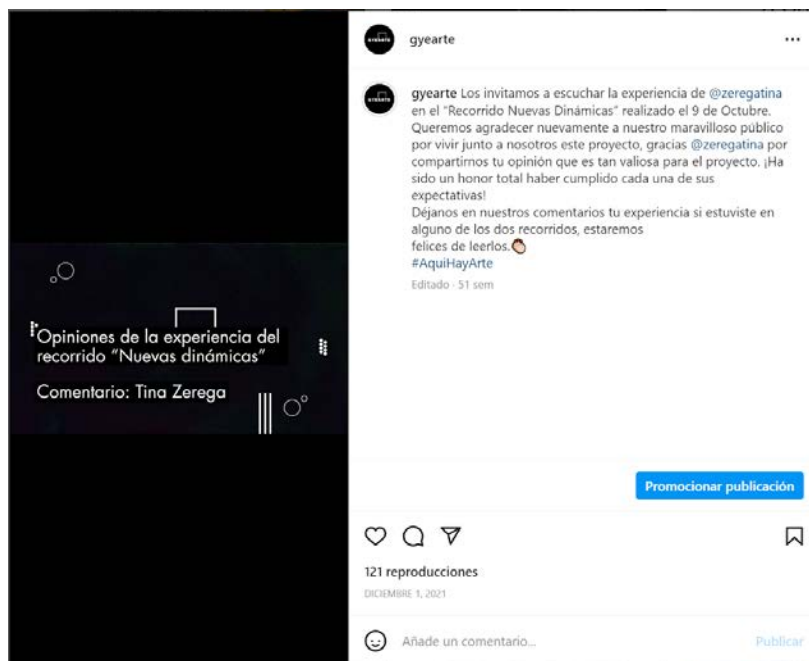 Opiniones de la experiencia del
recorrido “Nuevas dinámicas”
Comentario: Tina Zerega
gyearte
gyearte Los invitamos a escuchar la experiencia de @zeregatina
en el "Recorrido Nuevas Dinámicas" realizado el 9 de Octubre.
Queremos agradecer nuevamente a nuestro maravilloso público
por vivir junto a nosotros este proyecto, gracias @zeregatina por
compartirnos tu opinión que es tan valiosa para el proyecto. ¡Ha
sido un honor total haber cumplido cada una de sus
expectativas!
Déjanos en nuestros comentarios tu experiencia si estuviste en
alguno de los dos recorridos, estaremos
felices de leerlos.
#AquiHayArte
Editado · 51 sem
Promocionar publicación
121 reproducciones
DICIEMBRE 1, 2021
Añade un comentario...
Publicar